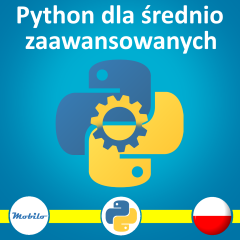 Python dla średnio
zaawansowanych
Mobilo